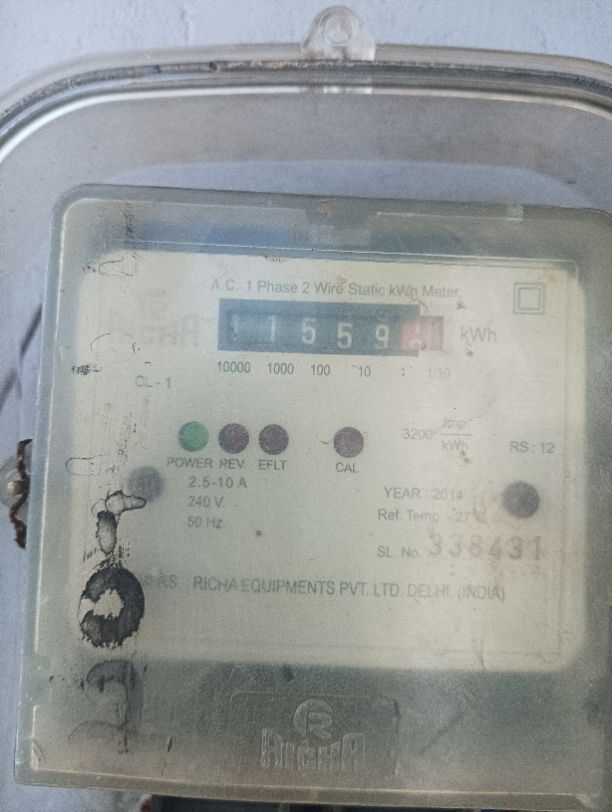 A.C. 1 Phase 2 Wire Static kWh Meter.
RICHA
1 1 5 5 9 kWh
10000 1000 100 10 1 1/10
CL - 1
3200 Imp kWh
RS : 12
POWER REV. EFLT CAL
2.5-10 A
240 V.
50 Hz.
YEAR : 2014
Ref. Temp. - 27°C
SL. No. 338431
RICHA EQUIPMENTS PVT. LTD. DELHI. (INDIA)
RICHA